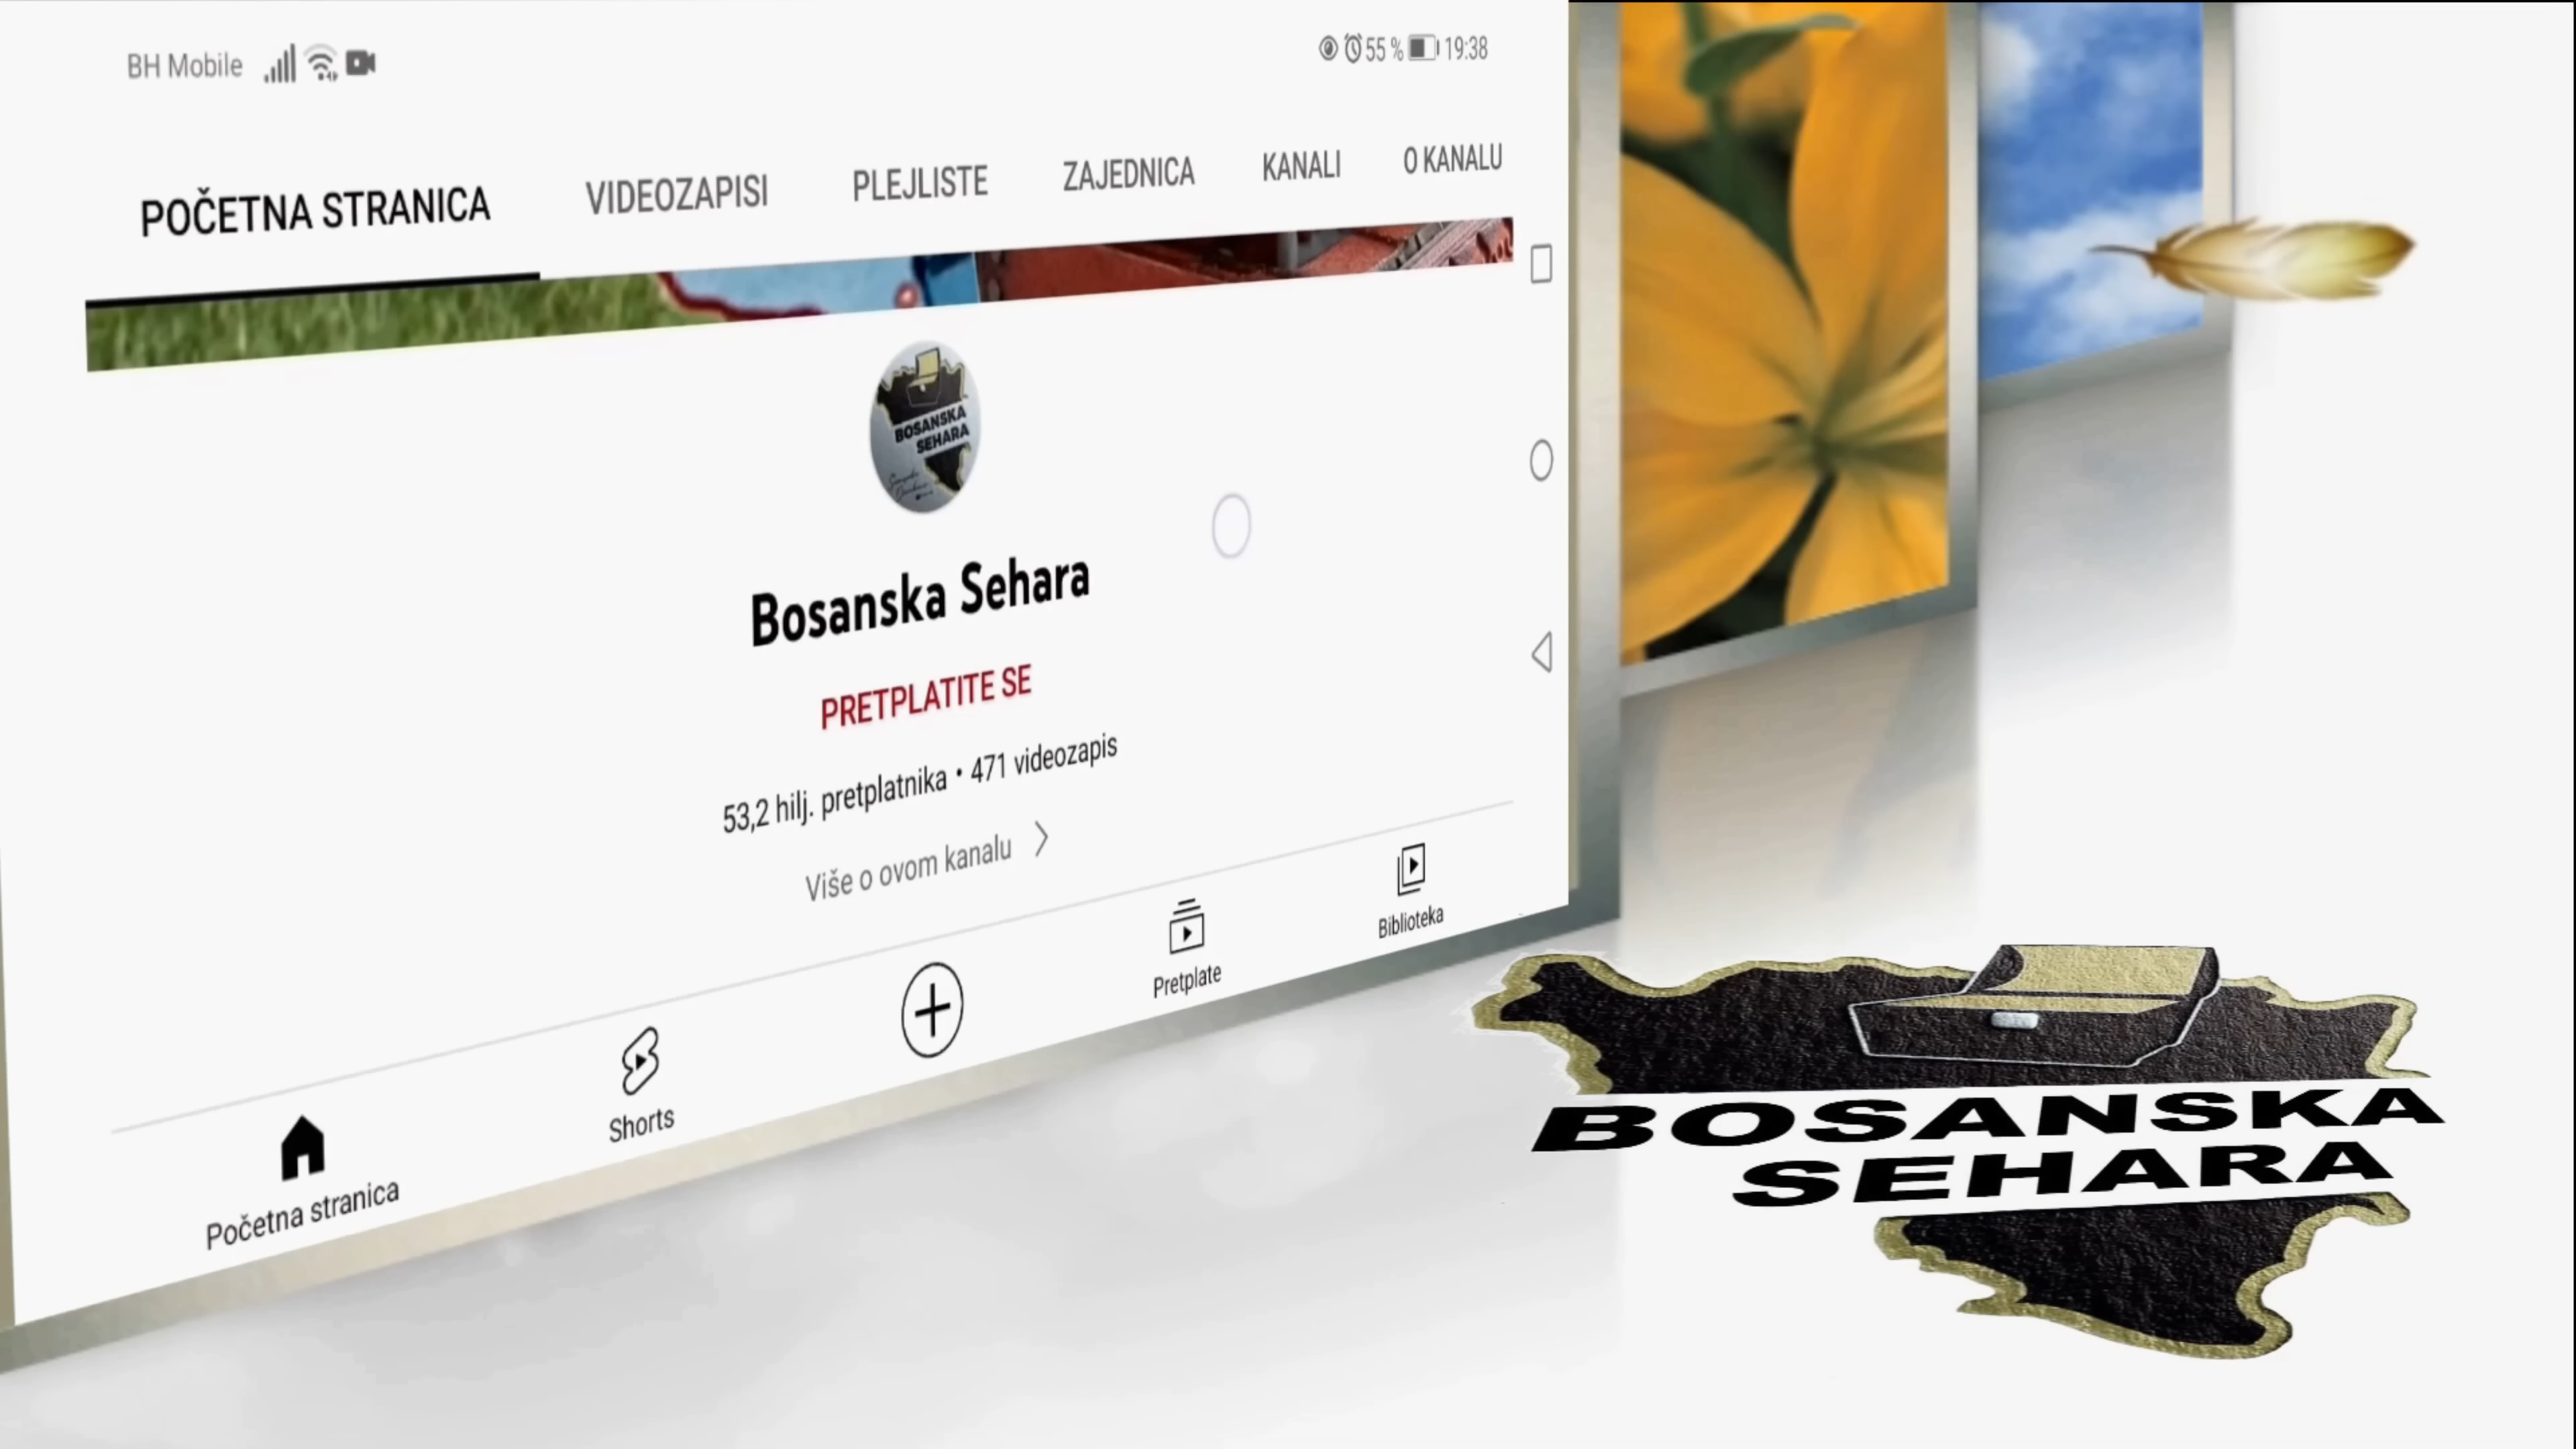 BH Mobile
55 % 19:38
POČETNA STRANICA VIDEOZAPISI PLEJLISTE ZAJEDNICA KANALI O KANALU
BOSANSKA
SEHARA
Bosanska Sehara
PRETPLATITE SE
53,2 hilj. pretplatnika • 471 videozapis
Više o ovom kanalu
Početna stranica
Shorts
Pretplate
Biblioteka
BOSANSKA
SEHARA